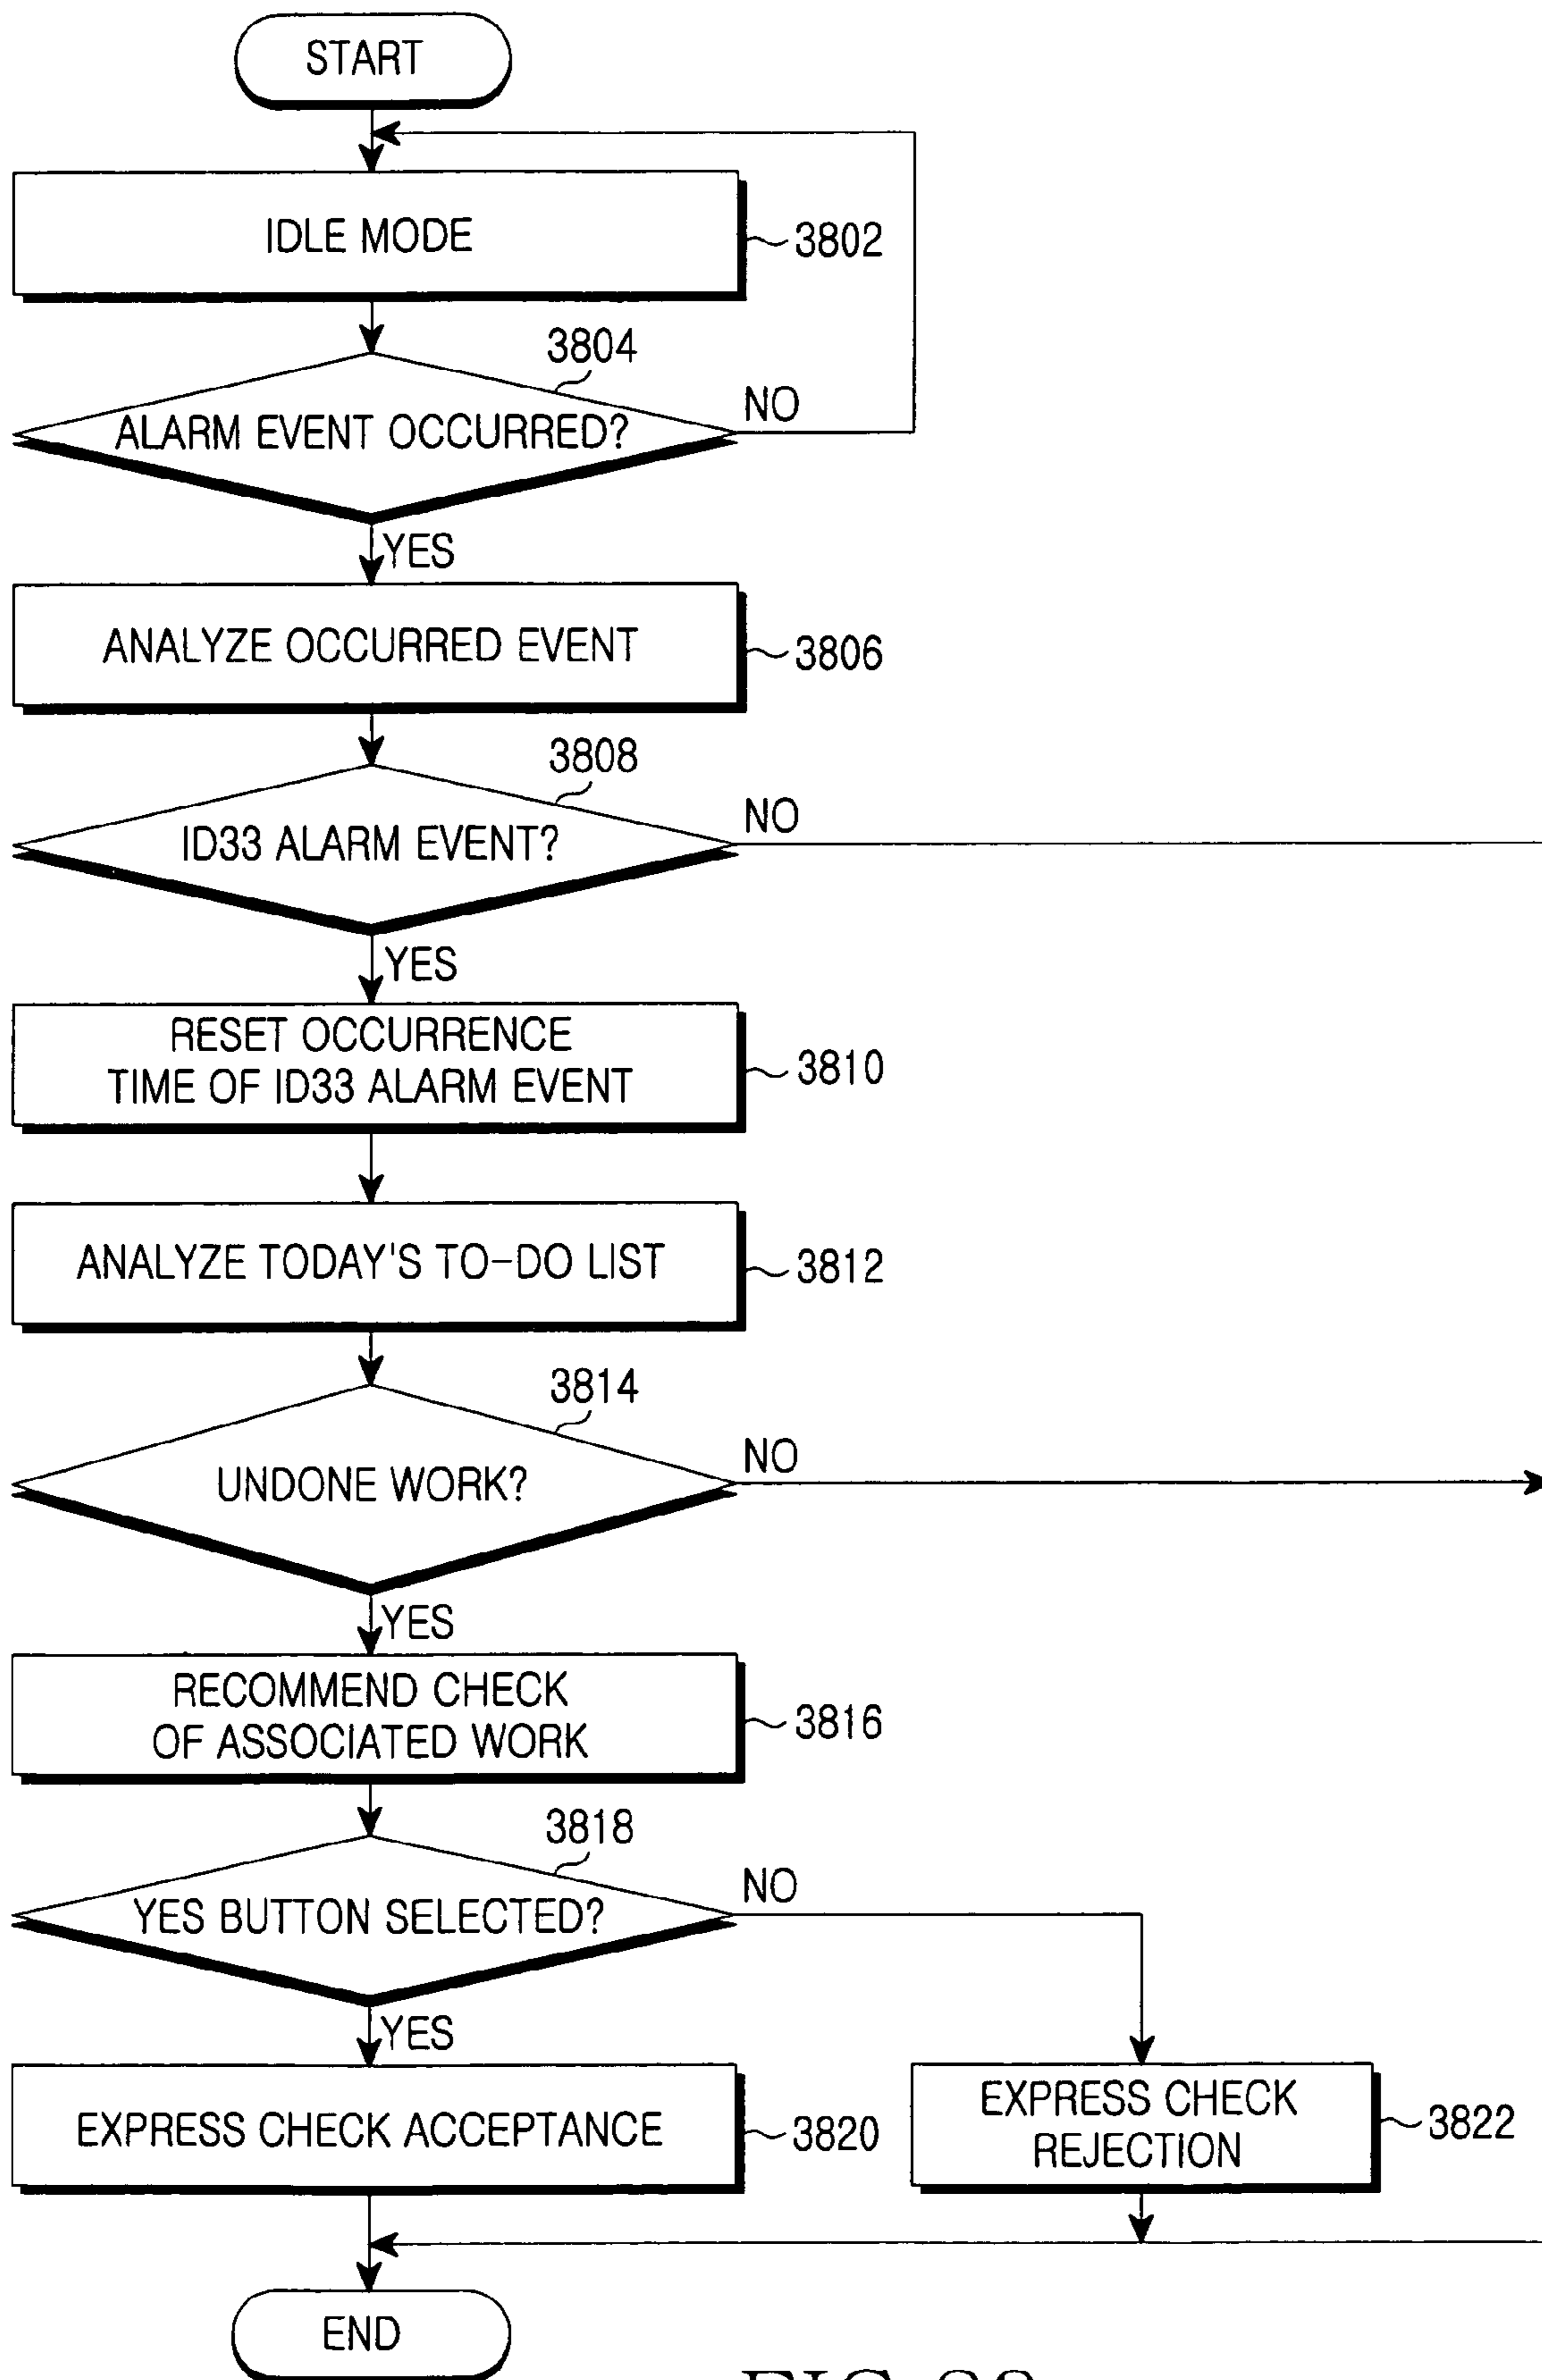 START
IDLE MODE
3802
3804
ALARM EVENT OCCURRED?
NO
YES
ANALYZE OCCURRED EVENT
3806
3808
ID33 ALARM EVENT?
NO
YES
RESET OCCURRENCE
TIME OF ID33 ALARM EVENT
3810
ANALYZE TODAY'S TO-DO LIST
3812
3814
UNDONE WORK?
NO
YES
RECOMMEND CHECK
OF ASSOCIATED WORK
3816
3818
YES BUTTON SELECTED?
NO
YES
EXPRESS CHECK ACCEPTANCE
3820
EXPRESS CHECK
REJECTION
3822
END